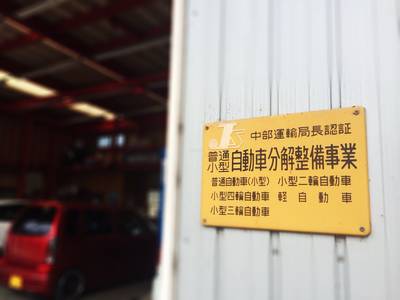 中部運輸局長認証
普通
小型 自動車分解整備事業
普通自動車(小型) 小型二輪自動車
小型四輪自動車 軽自動車
小型三輪自動車